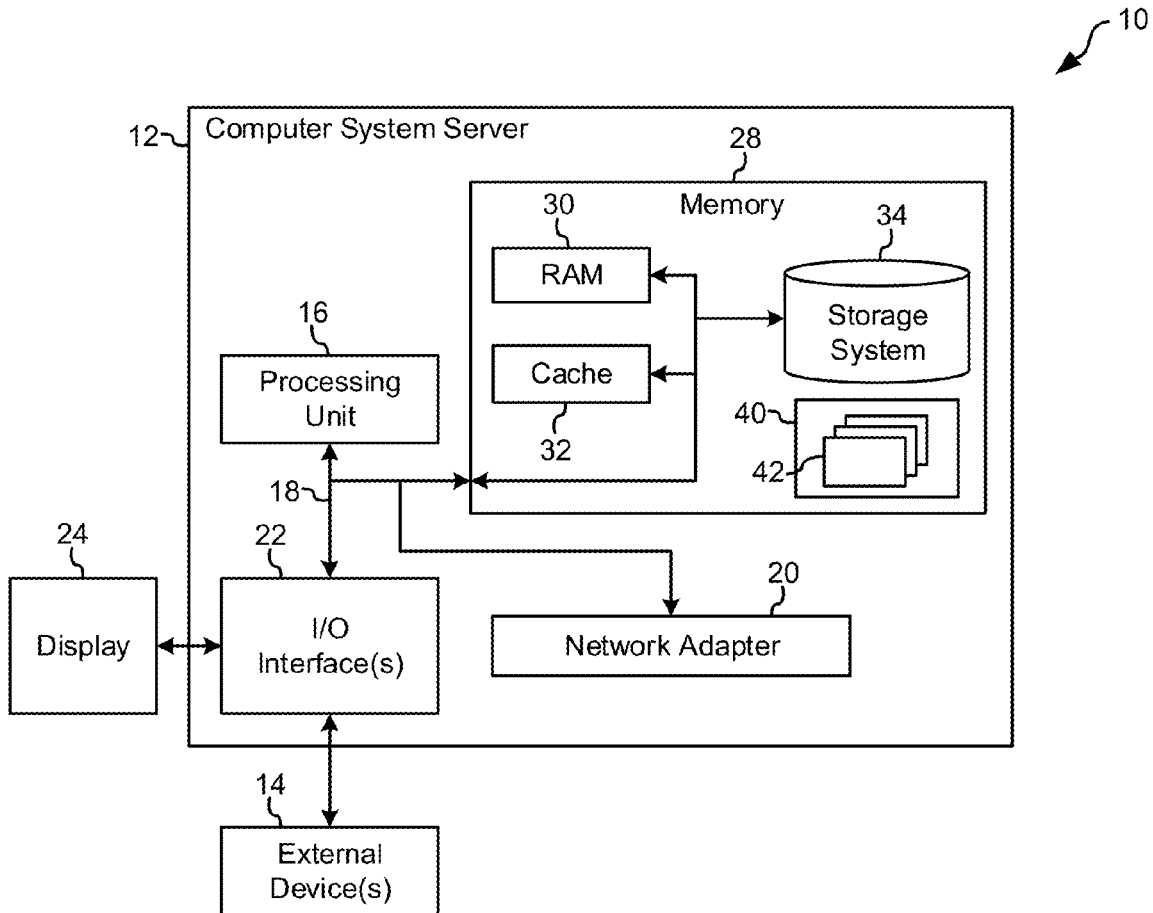 10
12
Computer System Server
28
Memory
30
RAM
34
Storage
System
16
Processing
Unit
Cache
32
40
42
18
24
Display
22
I/O
Interface(s)
20
Network Adapter
14
External
Device(s)